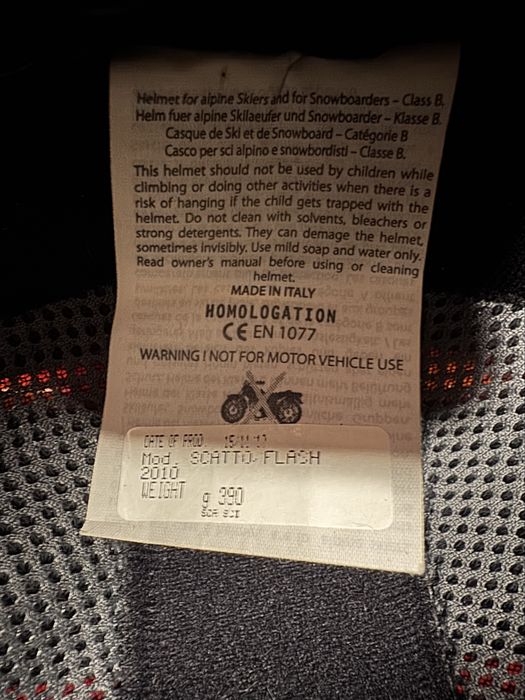 Helmet for alpine Skiers and for Snowboarders – Class B.
Helm fuer alpine Skilaeufer und Snowboarder – Klasse B.
Casque de Ski et de Snowboard – Catégorie B
Casco per sci alpino e snowbordisti – Classe B.
This helmet should not be used by children while
climbing or doing other activities when there is a
risk of hanging if the child gets trapped with the
helmet. Do not clean with solvents, bleachers or
strong detergents. They can damage the helmet,
sometimes invisibly. Use mild soap and water only.
Read owner's manual before using or cleaning
helmet.
MADE IN ITALY
HOMOLOGATION
CE EN 1077
WARNING ! NOT FOR MOTOR VEHICLE USE
DATE OF PROD. 15/11
Mod. SCATTO FLASH
2010
WEIGHT g 390